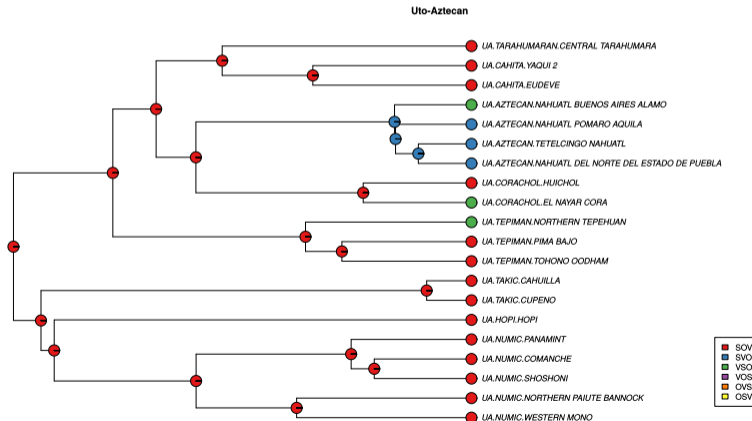 Uto-Aztecan
UA.TARAHUMARAN.CENTRAL TARAHUMARA
UA.CAHITA.YAQUI 2
UA.CAHITA.EUDEVE
UA.AZTECAN.NAHUATL BUENOS AIRES ALAMO
UA.AZTECAN.NAHUATL POMARO AQUILA
UA.AZTECAN.TETELCINGO NAHUATL
UA.AZTECAN.NAHUATL DEL NORTE DEL ESTADO DE PUEBLA
UA.CORACHOL.HUICHOL
UA.CORACHOL.EL NAYAR CORA
UA.TEPIMAN.NORTHERN TEPEHUAN
UA.TEPIMAN.PIMA BAJO
UA.TEPIMAN.TOHONO OODHAM
UA.TAKIC.CAHUILLA
UA.TAKIC.CUPENO
UA.HOPI.HOPI
UA.NUMIC.PANAMINT
UA.NUMIC.COMANCHE
UA.NUMIC.SHOSHONI
UA.NUMIC.NORTHERN PAIUTE BANNOCK
UA.NUMIC.WESTERN MONO
SOV
SVO
VSO
VOS
OVS
OSV